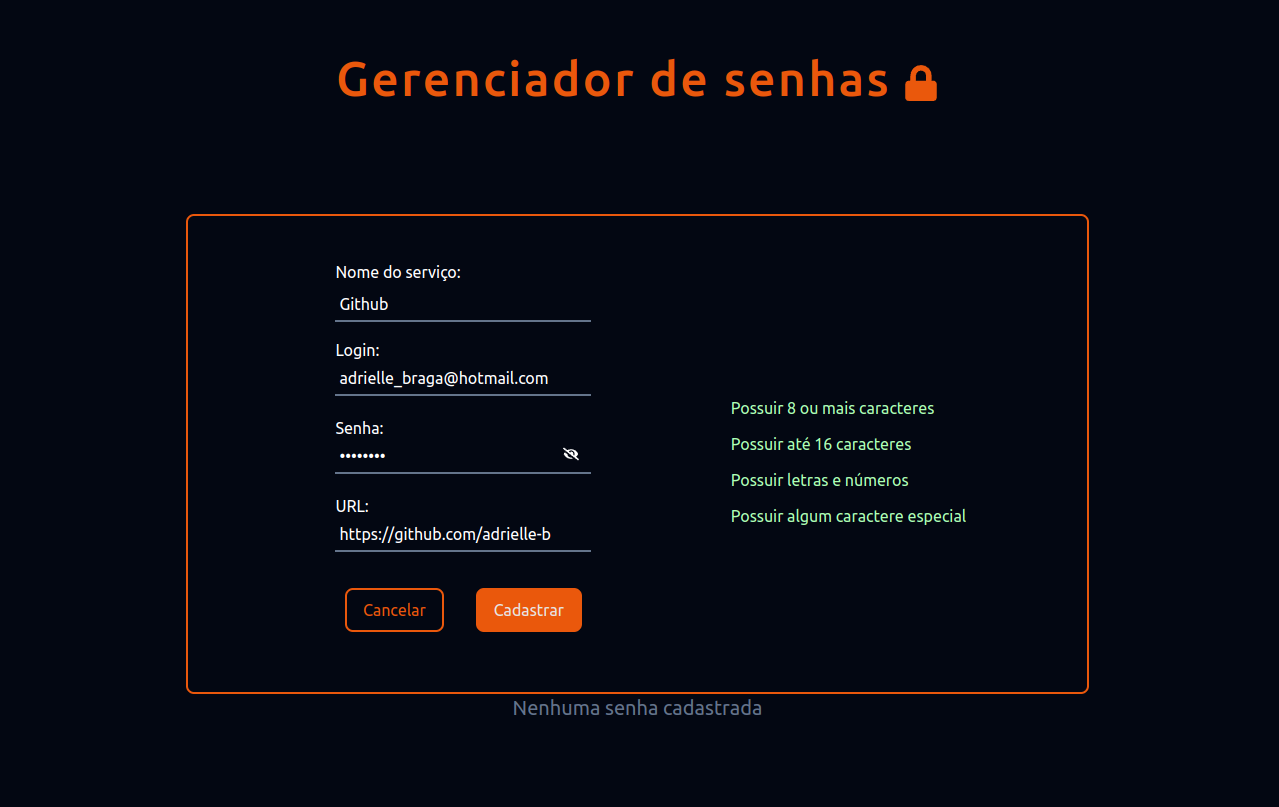 Gerenciador de senhas
Nome do serviço:
Github
Login:
adrielle_braga@hotmail.com
Senha:
••••••••
URL:
https://github.com/adrielle-b
Cancelar
Cadastrar
Possuir 8 ou mais caracteres
Possuir até 16 caracteres
Possuir letras e números
Possuir algum caractere especial
Nenhuma senha cadastrada